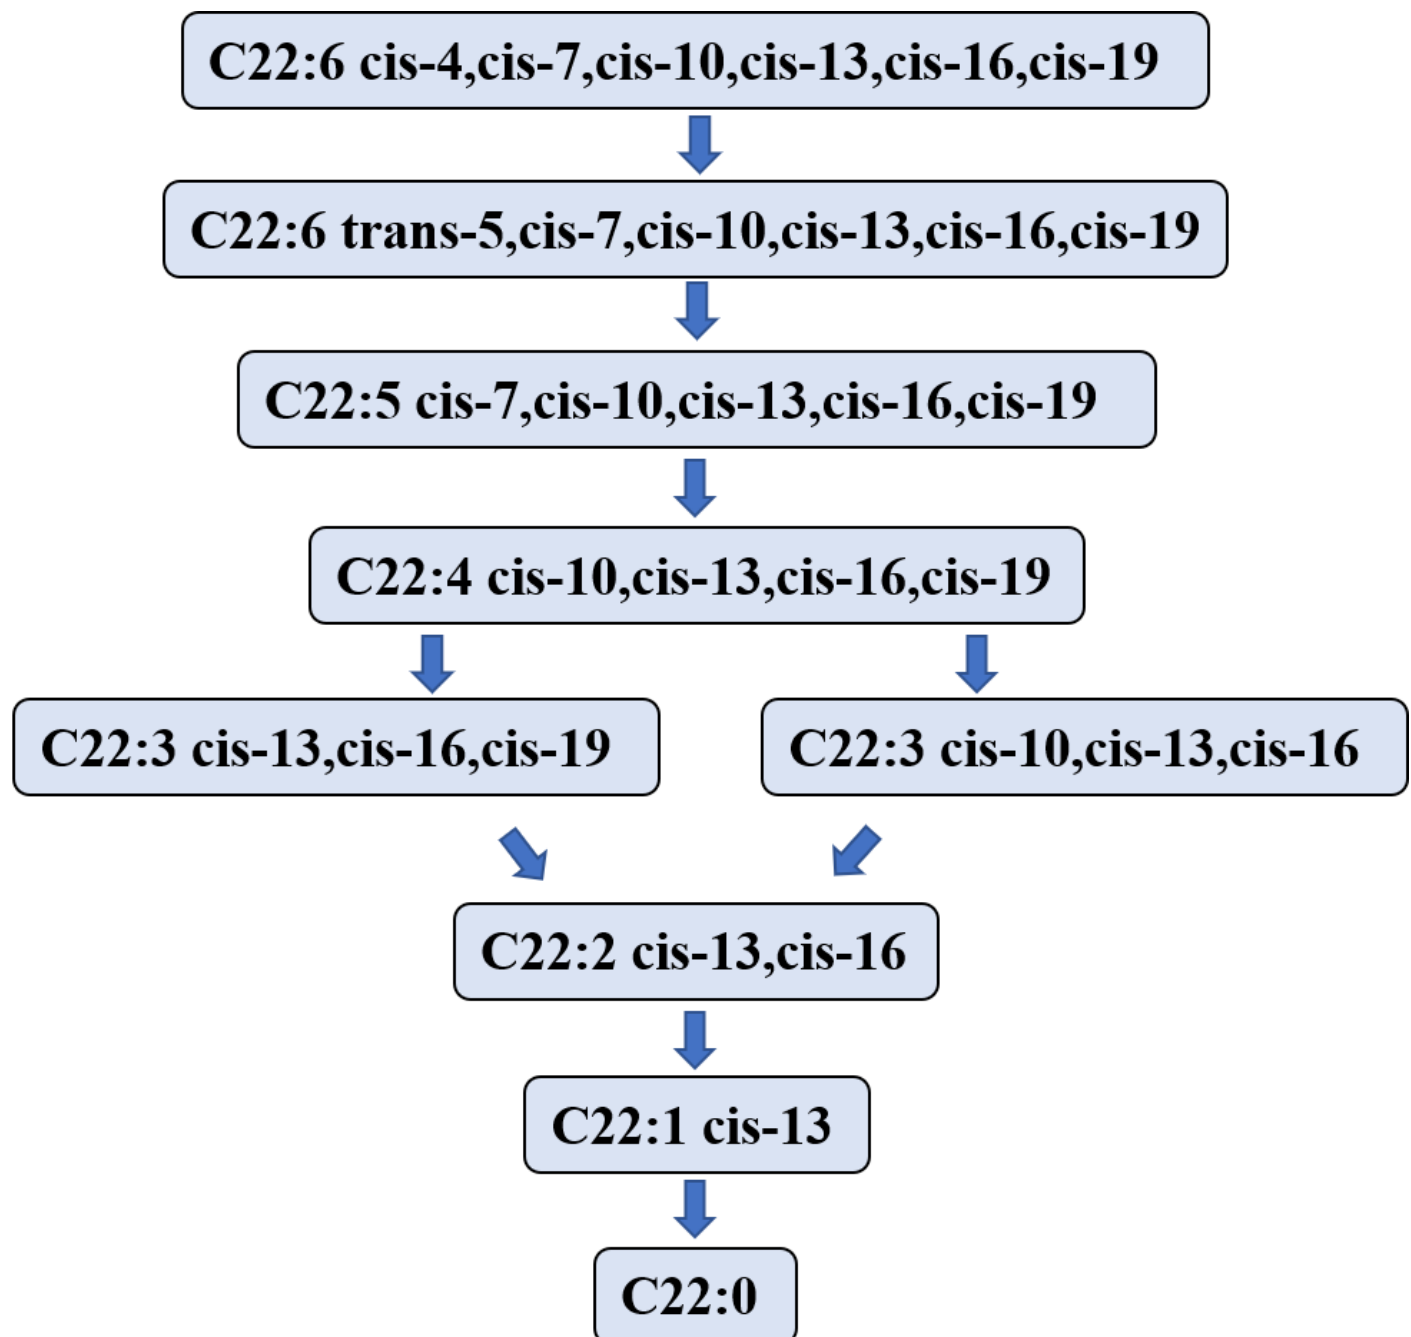 C22:6 cis-4,cis-7,cis-10,cis-13,cis-16,cis-19
C22:6 trans-5,cis-7,cis-10,cis-13,cis-16,cis-19
C22:5 cis-7,cis-10,cis-13,cis-16,cis-19
C22:4 cis-10,cis-13,cis-16,cis-19
C22:3 cis-13,cis-16,cis-19
C22:3 cis-10,cis-13,cis-16
C22:2 cis-13,cis-16
C22:1 cis-13
C22:0